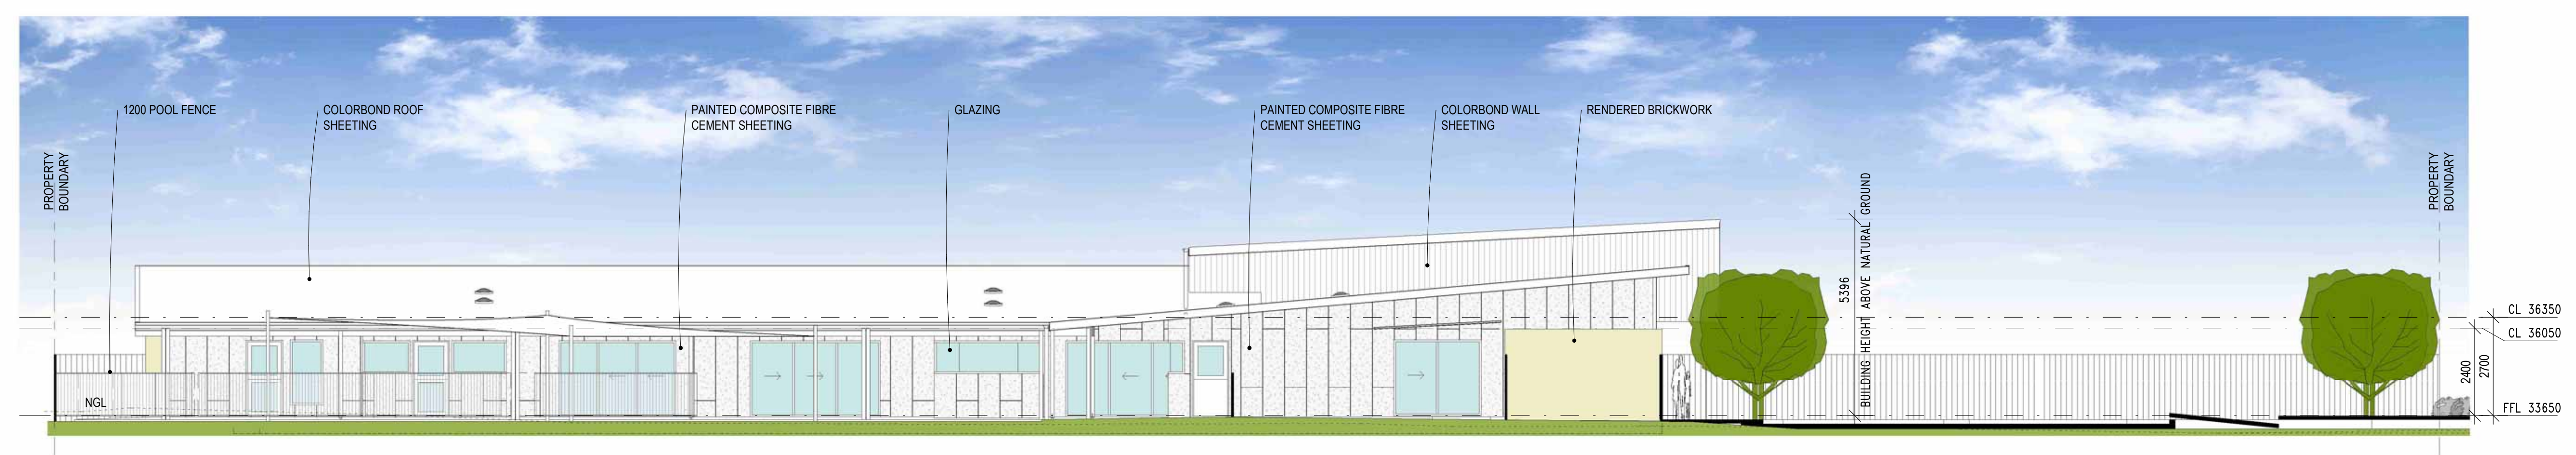 1200 POOL FENCE
COLORBOND ROOF
SHEETING
PAINTED COMPOSITE FIBRE
CEMENT SHEETING
GLAZING
PAINTED COMPOSITE FIBRE
CEMENT SHEETING
COLORBOND WALL
SHEETING
RENDERED BRICKWORK
PROPERTY
BOUNDARY
5396
BUILDING HEIGHT ABOVE NATURAL GROUND
PROPERTY
BOUNDARY
CL 36350
CL 36050
2400
2700
FFL 33650
NGL